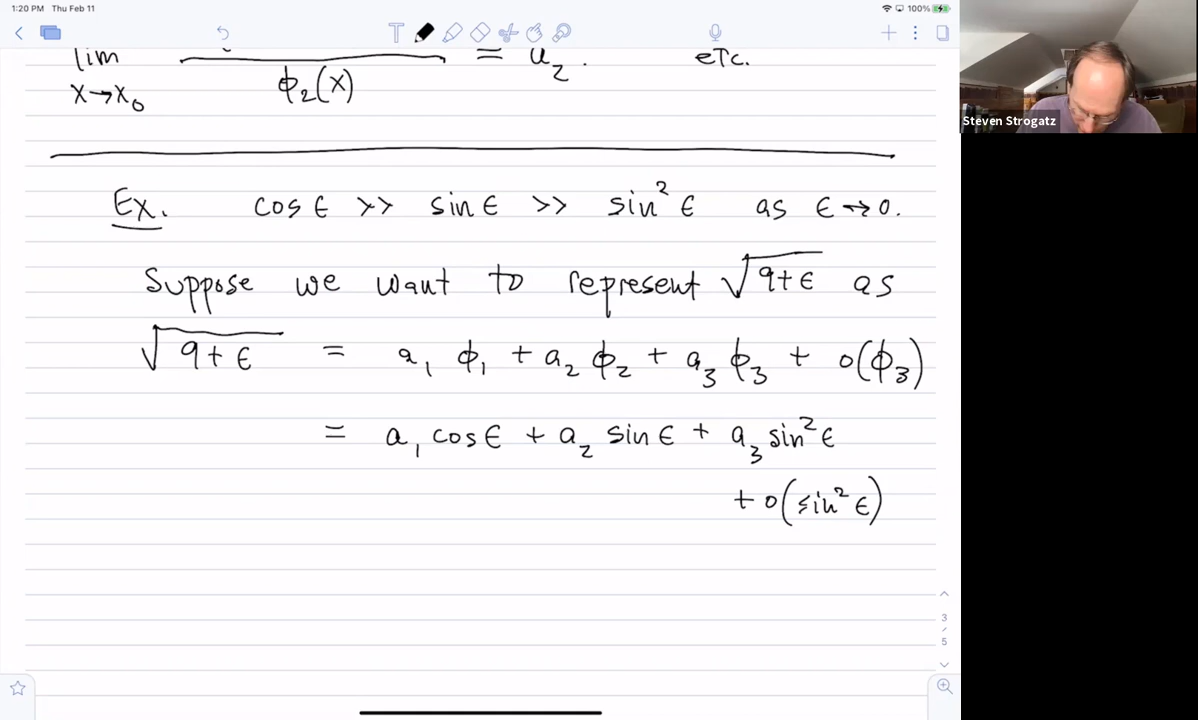 1:20 PM Thu Feb 11
100%
lim
x→x₀
φ₂(x)
= a₂. etc.
Steven Strogatz
Ex. cos ϵ >> sin ϵ >> sin² ϵ as ϵ → 0.
Suppose we want to represent √9+ϵ as
√9+ϵ = a₁ φ₁ + a₂ φ₂ + a₃ φ₃ + o(φ₃)
= a₁ cos ϵ + a₂ sin ϵ + a₃ sin² ϵ
+ o(sin² ϵ)
3
/
5